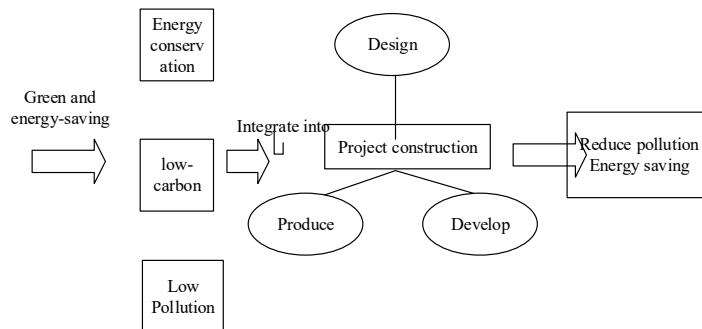 Green and
energy-saving
Energy
conserv
ation
low-
carbon
Low
Pollution
Integrate into
Design
Project construction
Produce
Develop
Reduce pollution
Energy saving